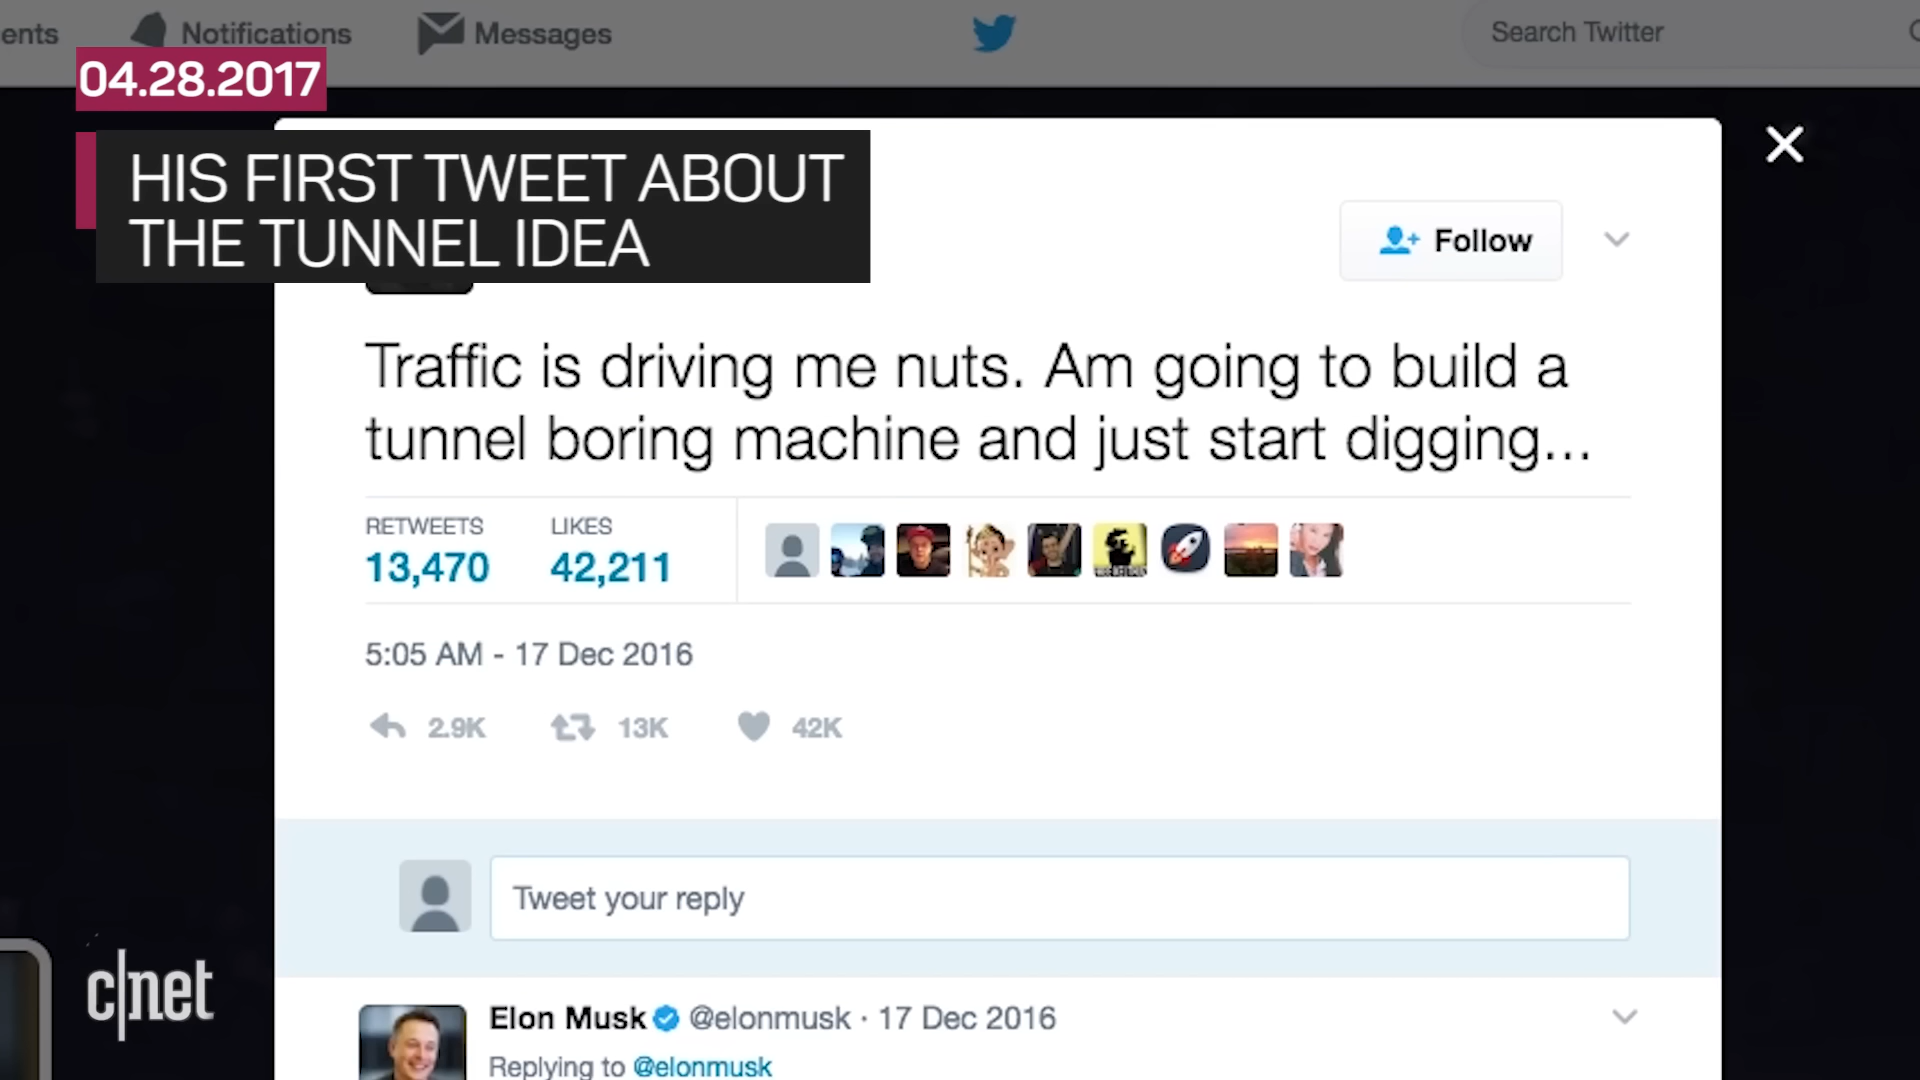 ents Notifications Messages Search Twitter
04.28.2017
HIS FIRST TWEET ABOUT
THE TUNNEL IDEA
Follow
Traffic is driving me nuts. Am going to build a
tunnel boring machine and just start digging...
RETWEETS LIKES
13,470 42,211
5:05 AM - 17 Dec 2016
2.9K 13K 42K
Tweet your reply
c|net
Elon Musk @elonmusk · 17 Dec 2016
Replying to @elonmusk